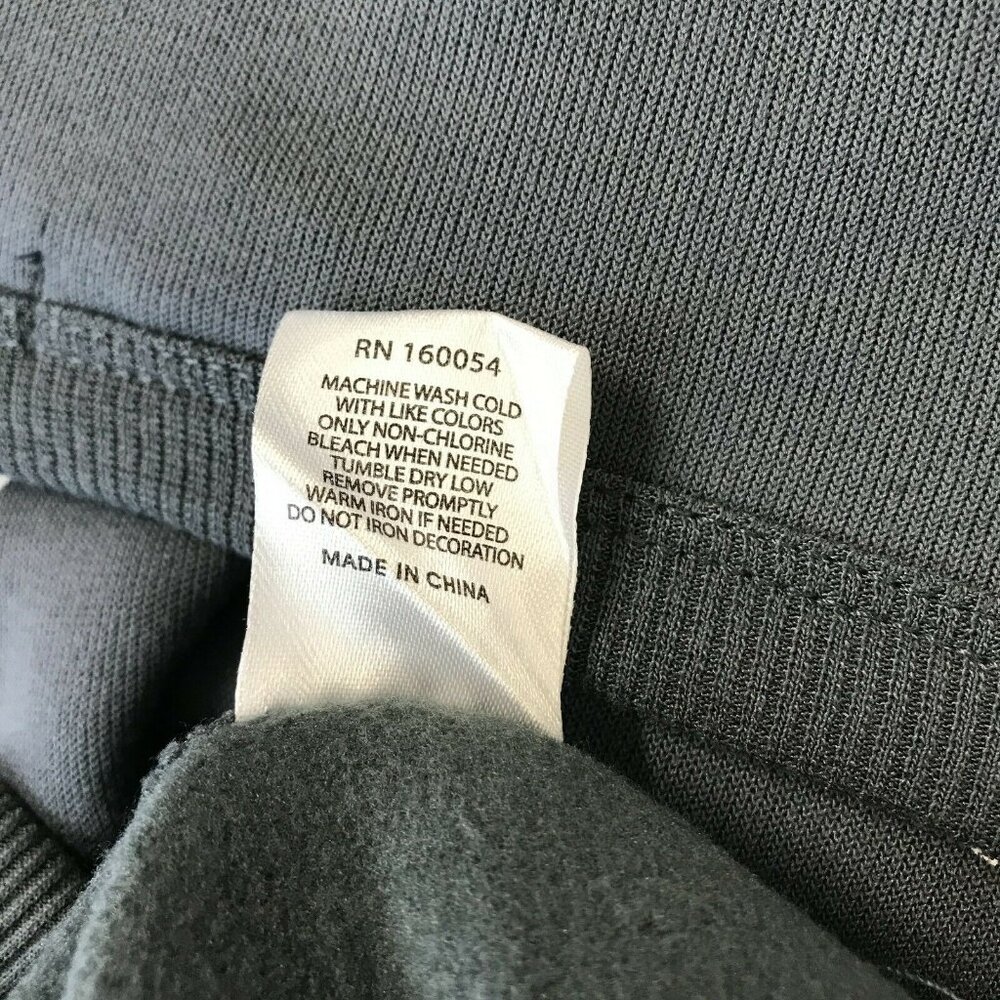 RN 160054
MACHINE WASH COLD
WITH LIKE COLORS
ONLY NON-CHLORINE
BLEACH WHEN NEEDED
TUMBLE DRY LOW
REMOVE PROMPTLY
WARM IRON IF NEEDED
DO NOT IRON DECORATION
MADE IN CHINA